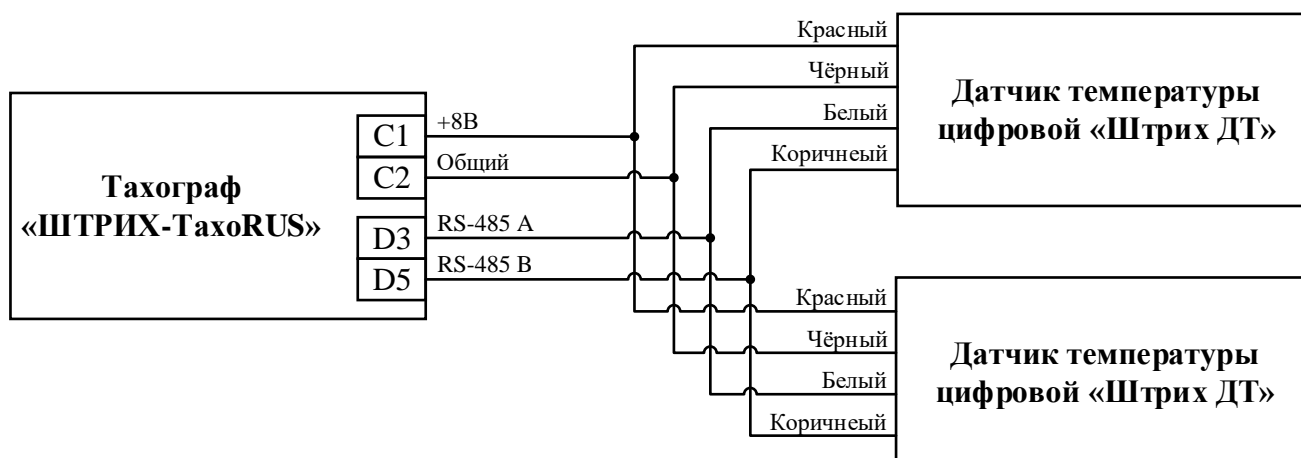 Тахограф
«ШТРИХ-ТахоRUS»
C1
+8В
C2
Общий
D3
RS-485 A
D5
RS-485 B
Красный
Чёрный
Белый
Коричнеый
Датчик температуры
цифровой «Штрих ДТ»
Красный
Чёрный
Белый
Коричнеый
Датчик температуры
цифровой «Штрих ДТ»